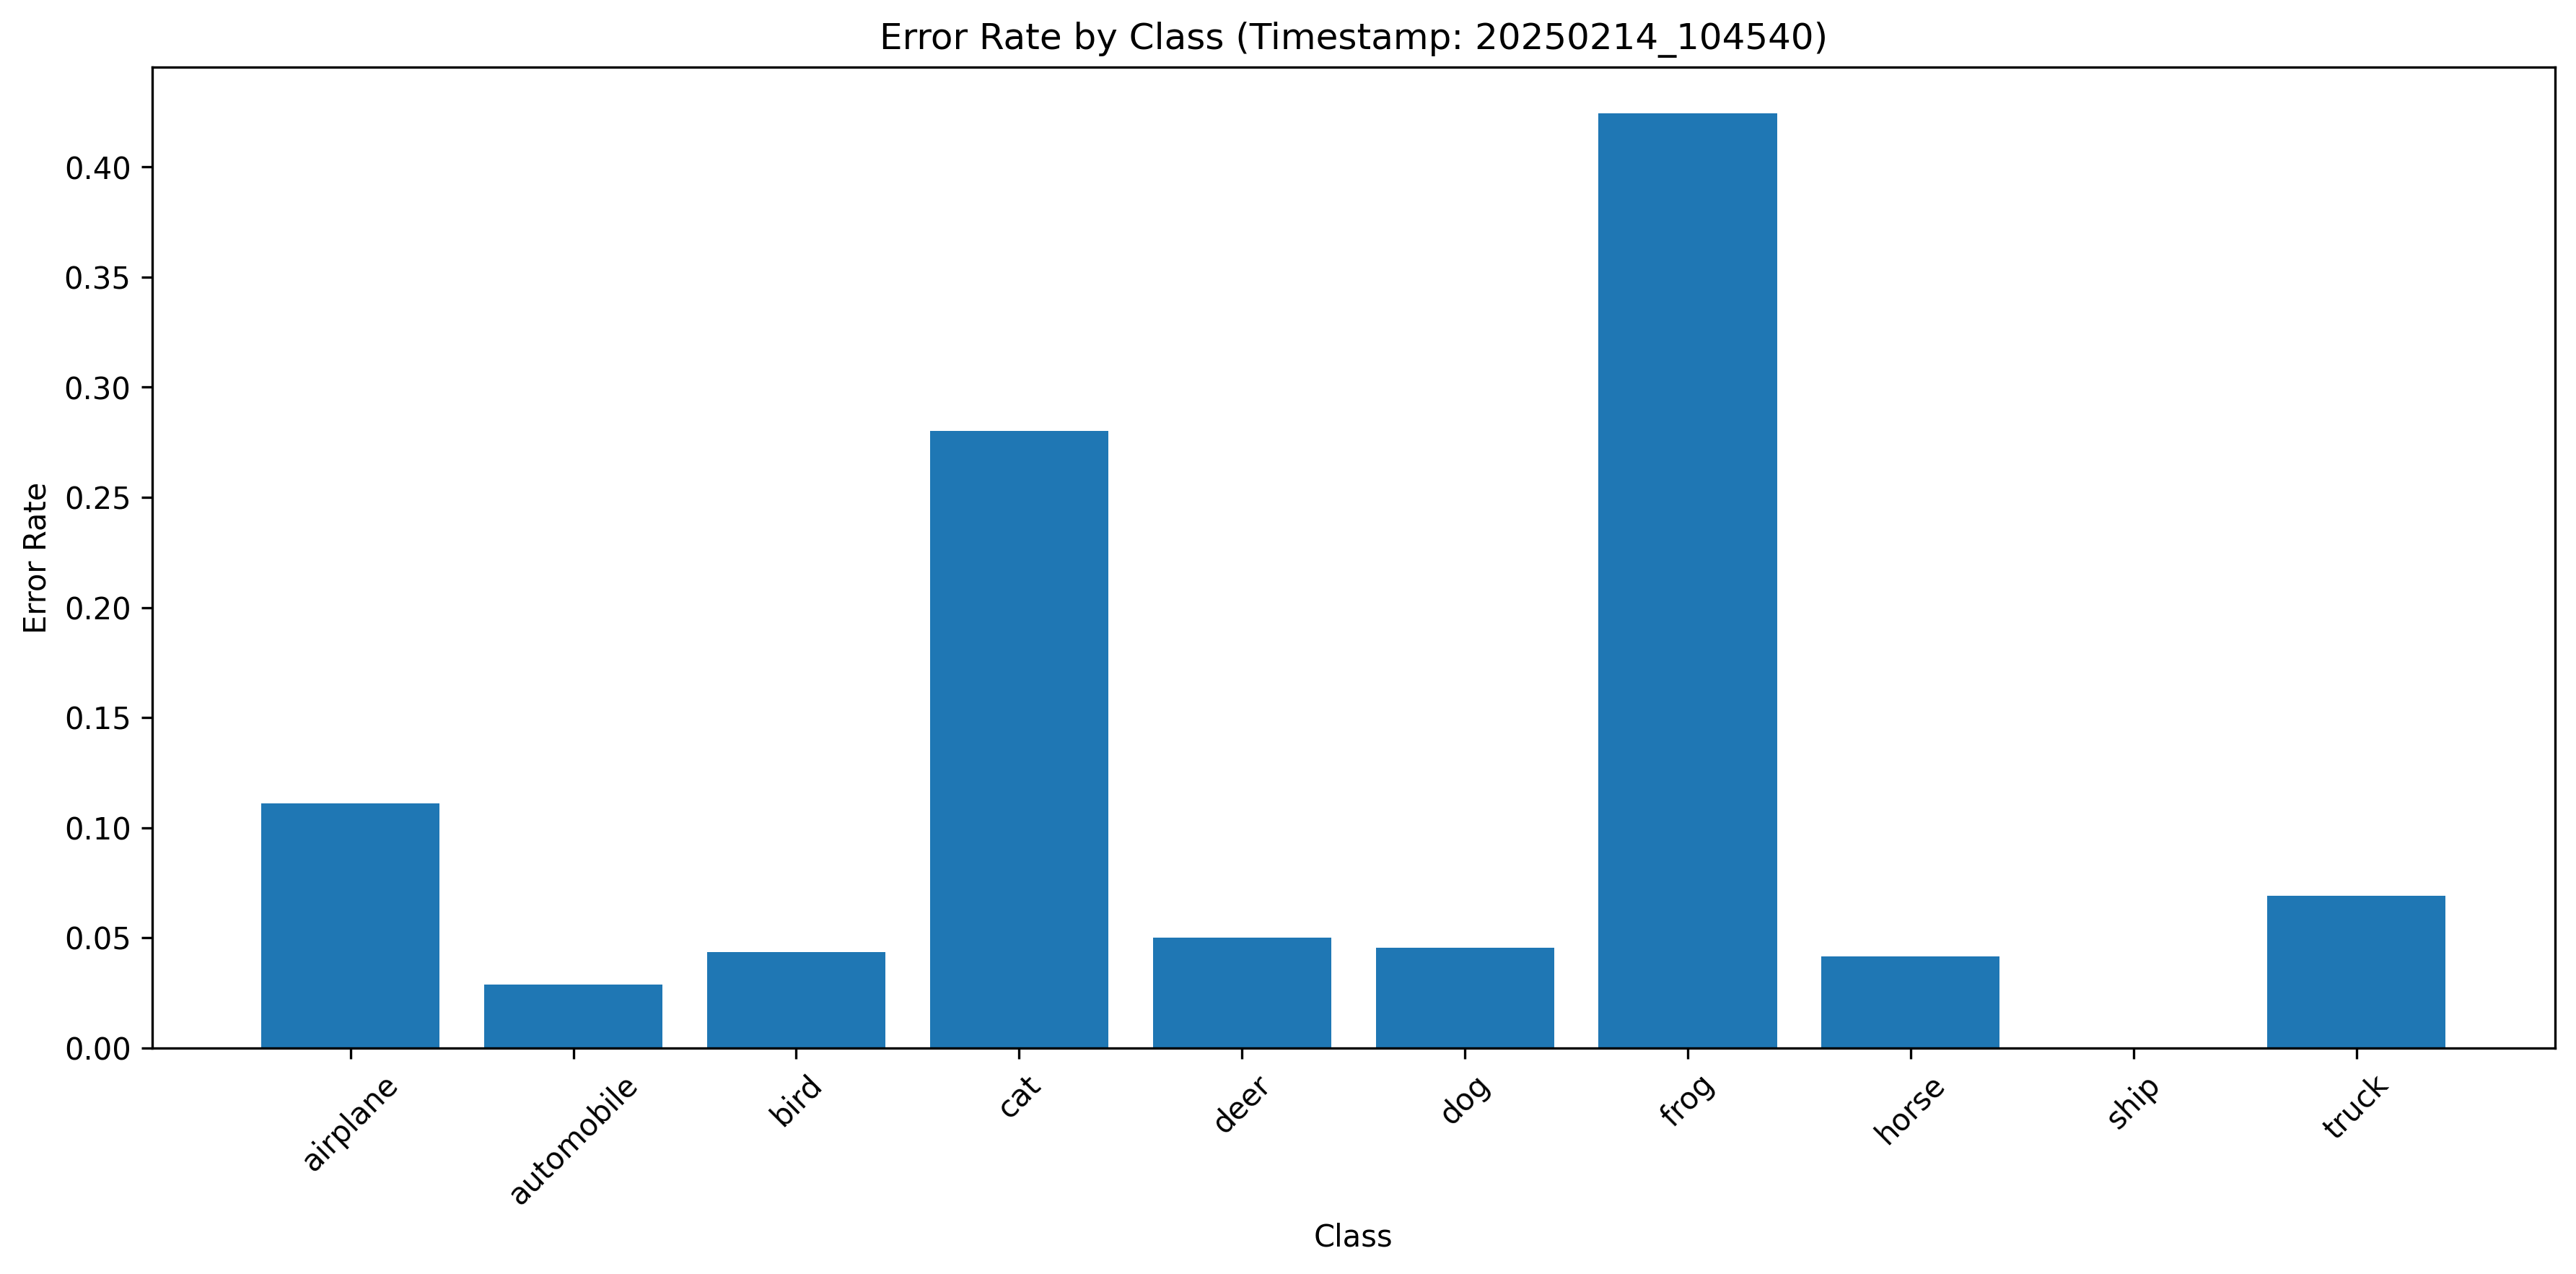 Error Rate by Class (Timestamp: 20250214_104540)
Error Rate
0.40
0.35
0.30
0.25
0.20
0.15
0.10
0.05
0.00
airplane
automobile
bird
cat
deer
dog
frog
horse
ship
truck
Class